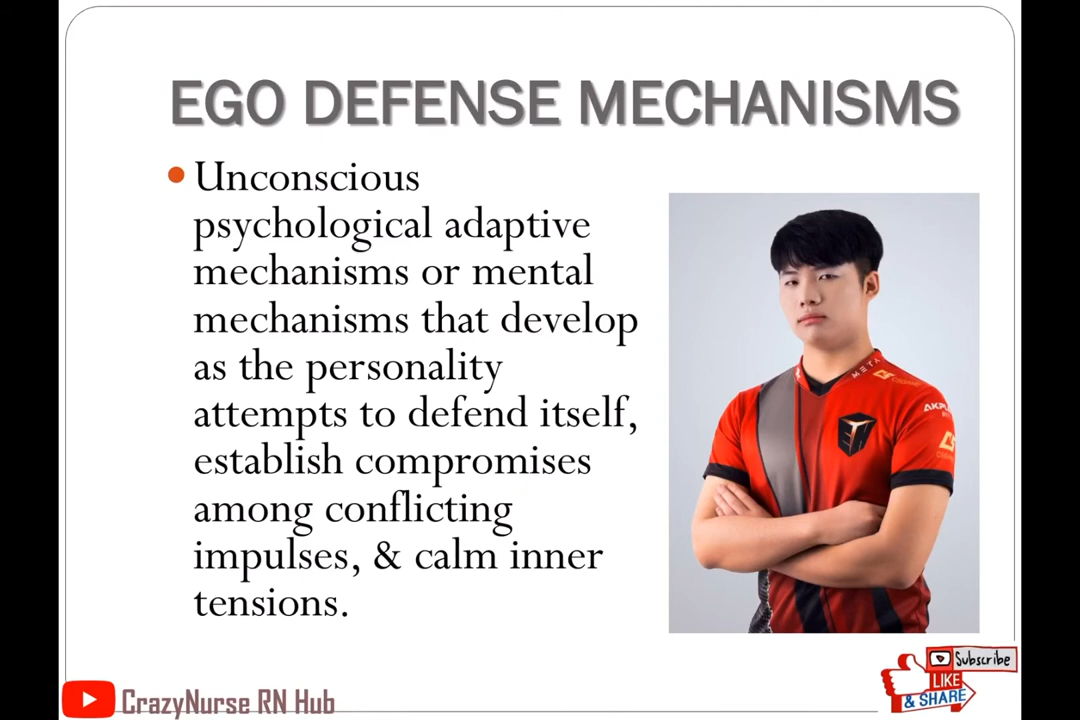 EGO DEFENSE MECHANISMS
Unconscious
psychological adaptive
mechanisms or mental
mechanisms that develop
as the personality
attempts to defend itself,
establish compromises
among conflicting
impulses, & calm inner
tensions.
META
Subscribe
LIKE
& SHARE
CrazyNurse RN Hub